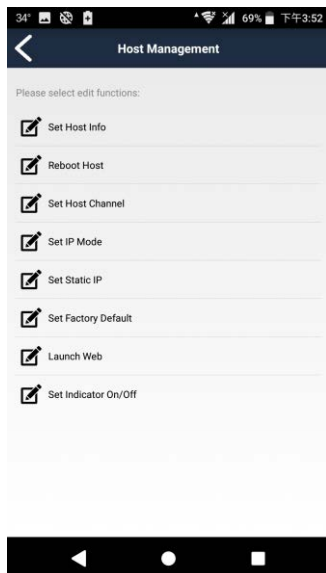 34° 69% 下午3:52
Host Management
Please select edit functions:
Set Host Info
Reboot Host
Set Host Channel
Set IP Mode
Set Static IP
Set Factory Default
Launch Web
Set Indicator On/Off